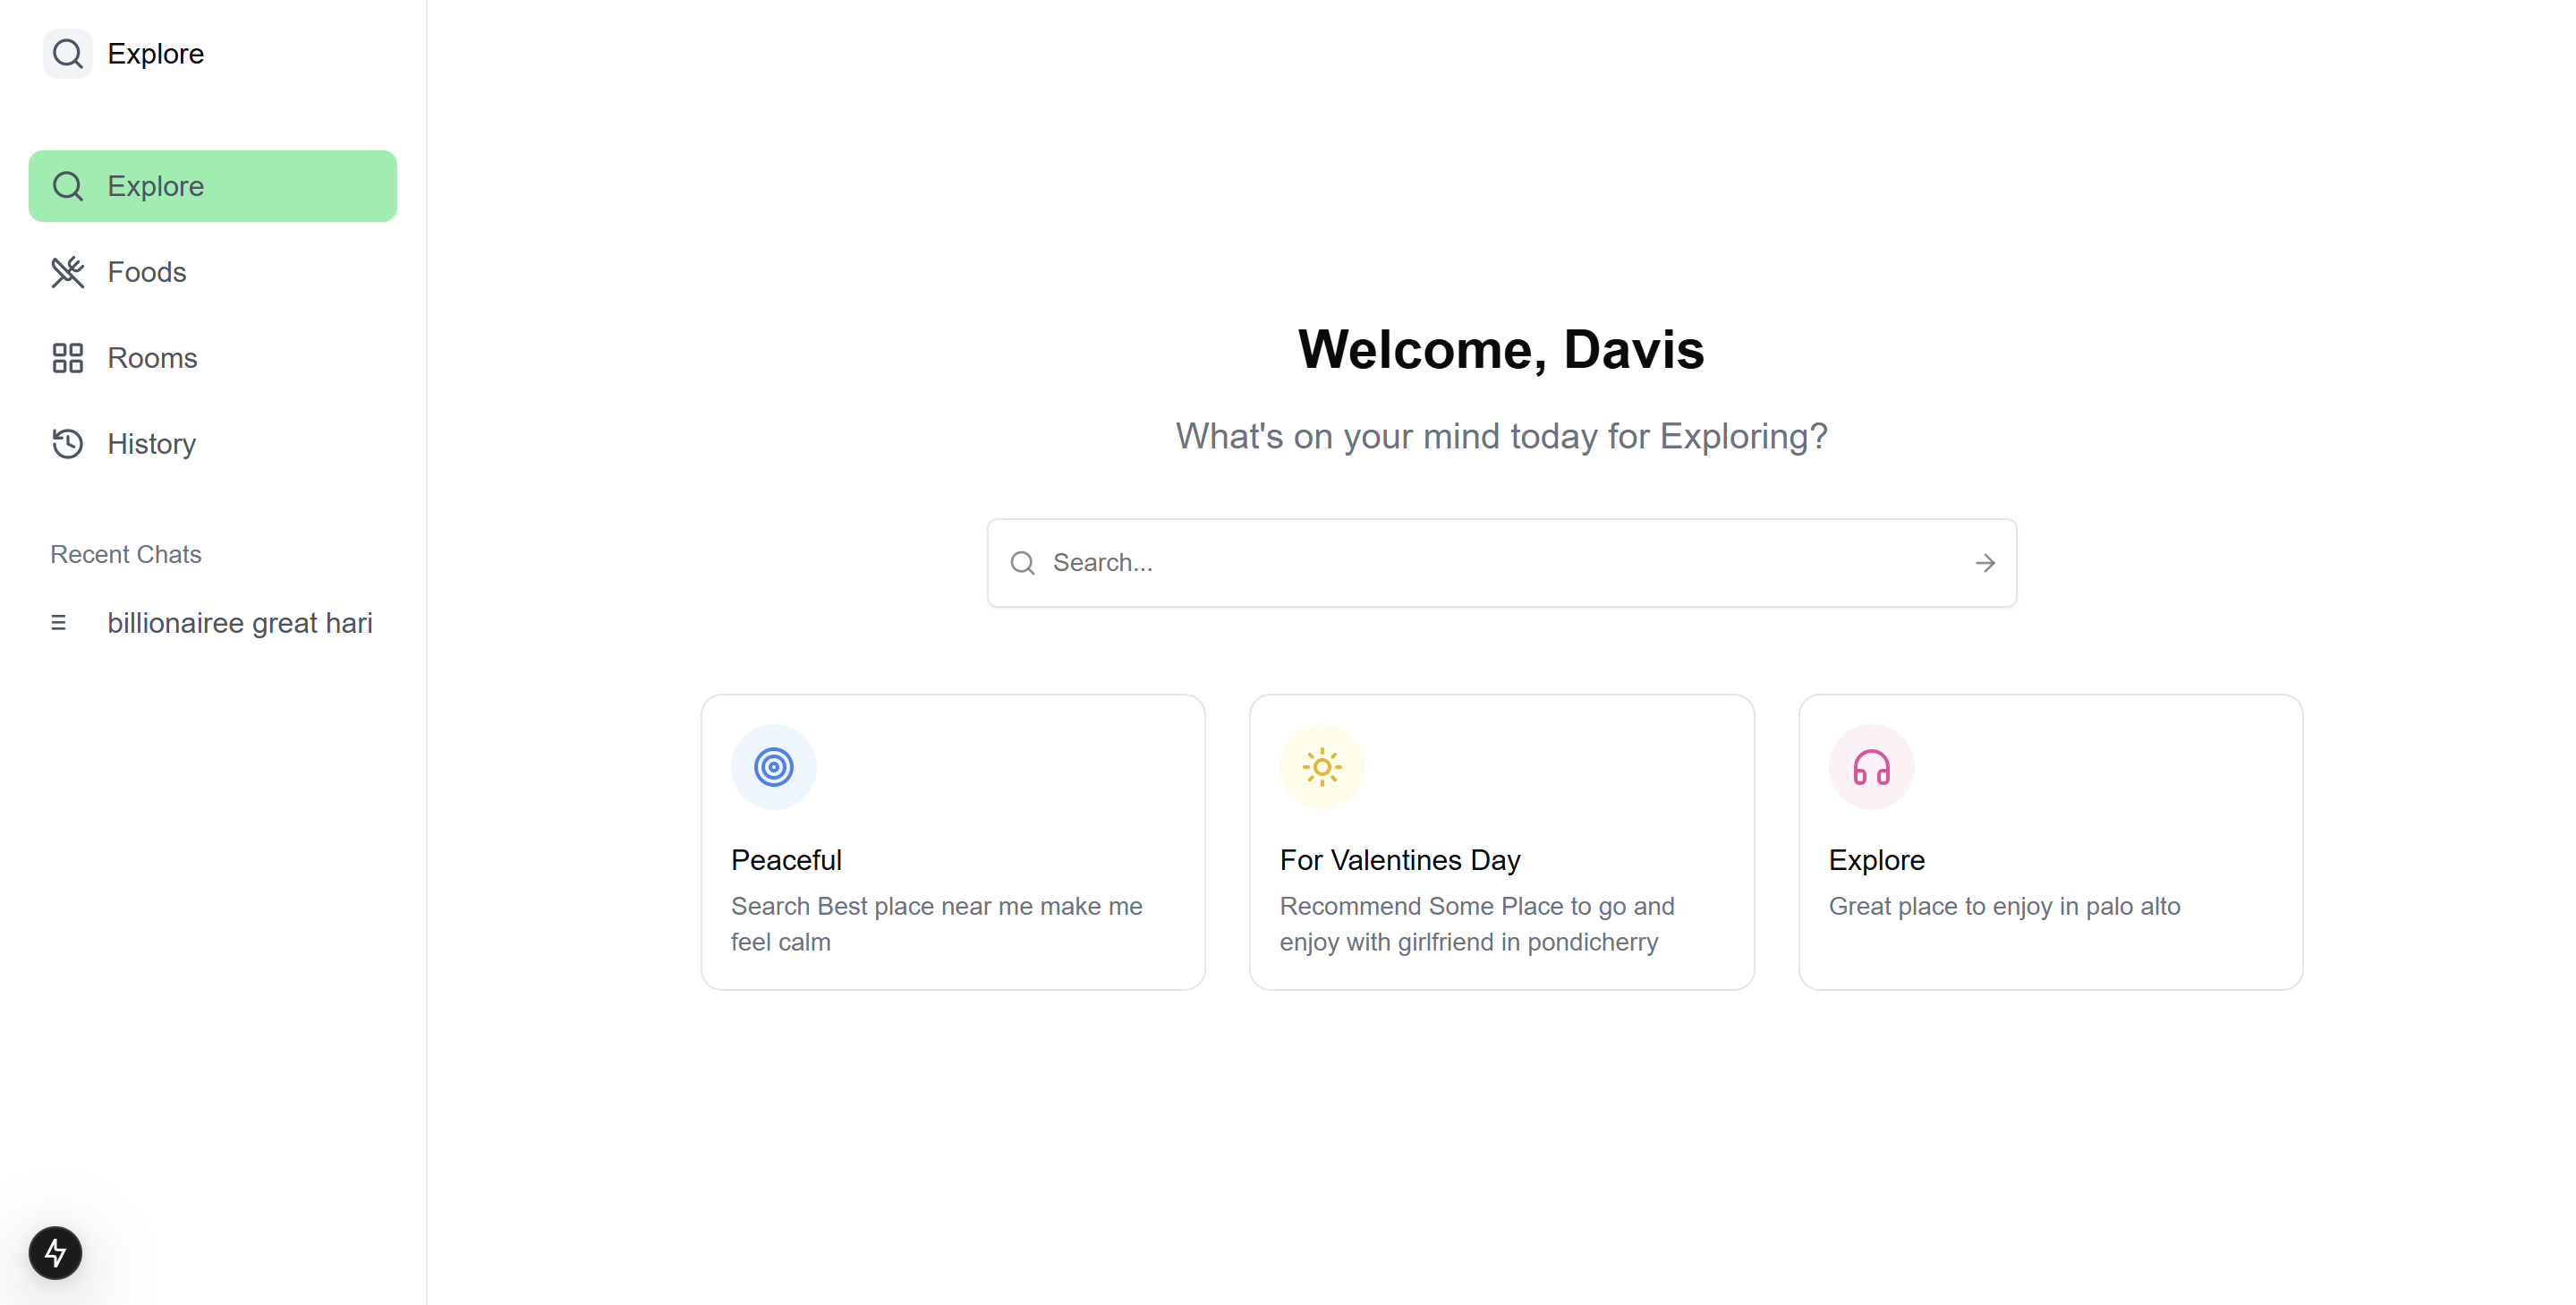 Explore
Explore
Foods
Rooms
History
Recent Chats
billionairee great hari
Welcome, Davis
What's on your mind today for Exploring?
Search...
Peaceful
Search Best place near me make me
feel calm
For Valentines Day
Recommend Some Place to go and
enjoy with girlfriend in pondicherry
Explore
Great place to enjoy in palo alto